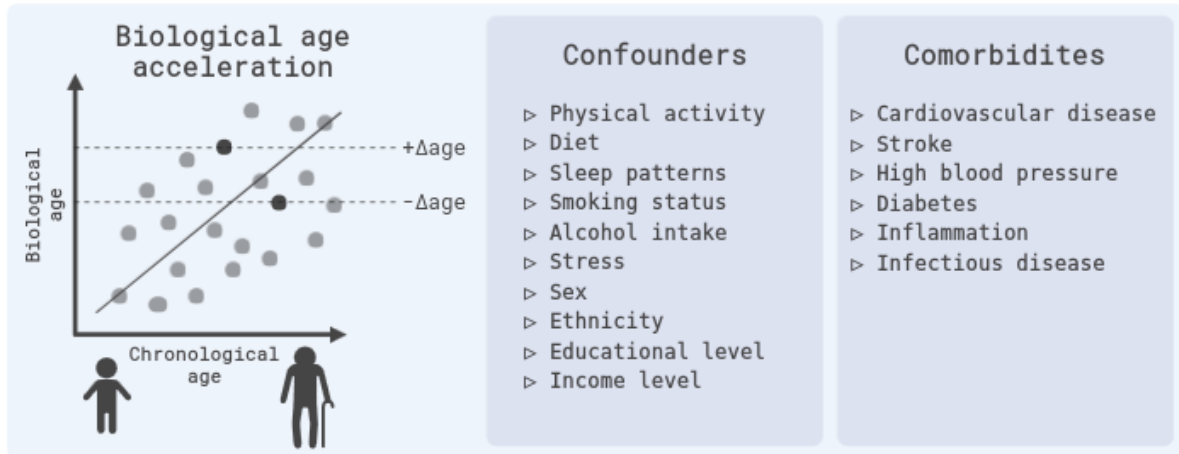 Biological age
acceleration
+Δage
-Δage
Biological
age
Chronological
age
Confounders
▷ Physical activity
▷ Diet
▷ Sleep patterns
▷ Smoking status
▷ Alcohol intake
▷ Stress
▷ Sex
▷ Ethnicity
▷ Educational level
▷ Income level
Comorbidites
▷ Cardiovascular disease
▷ Stroke
▷ High blood pressure
▷ Diabetes
▷ Inflammation
▷ Infectious disease